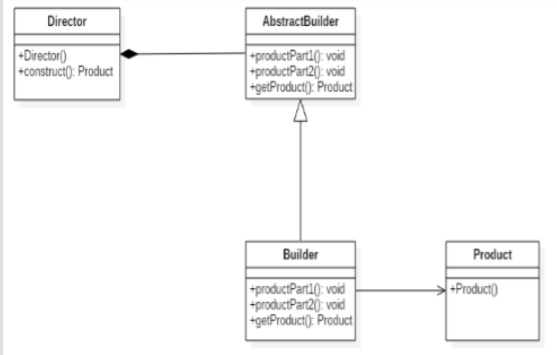 Director
+Director()
+construct(): Product
AbstractBuilder
+productPart1(): void
+productPart2(): void
+getProduct(): Product
Builder
+productPart1(): void
+productPart2(): void
+getProduct(): Product
Product
+Product()